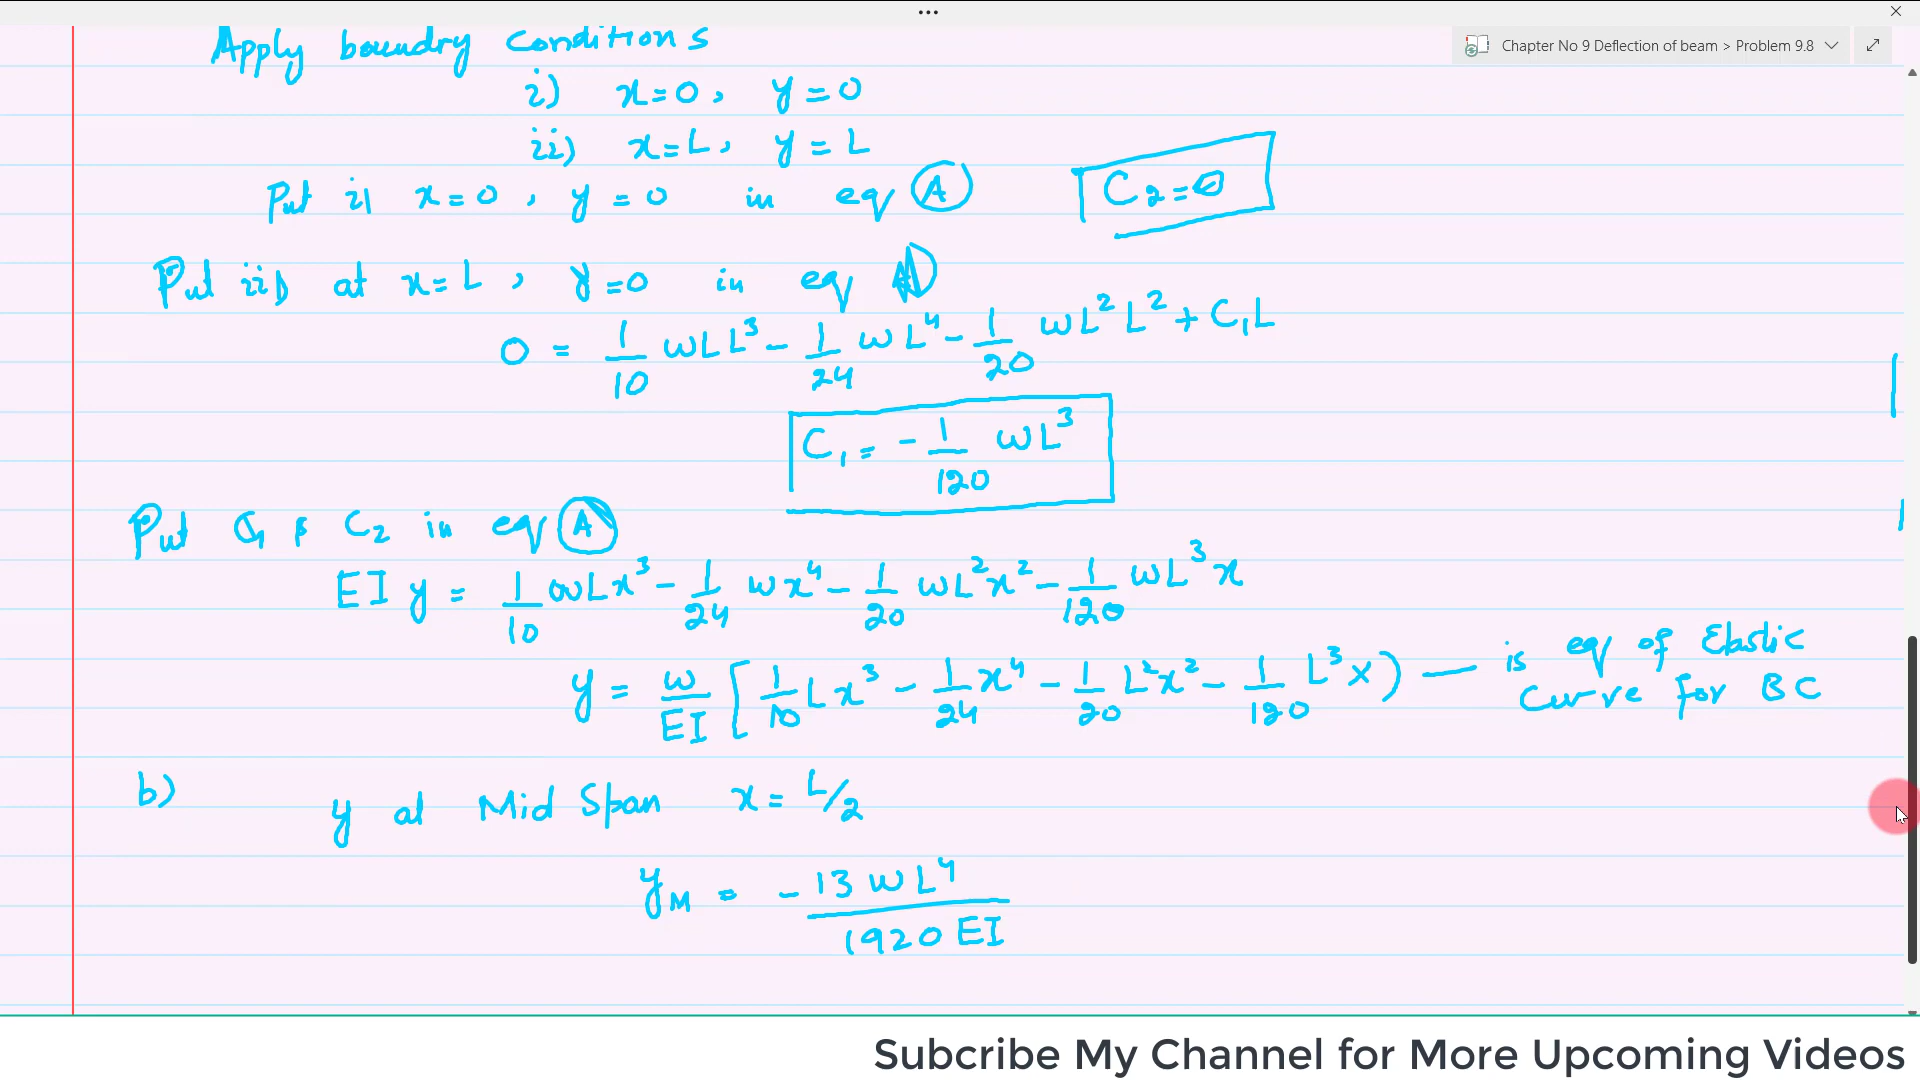 ...
Chapter No 9 Deflection of beam > Problem 9.8
Apply boundry conditions
i) x=0, y=0
ii) x=L, y=L
Put i) x=0, y=0 in eq A
C₂=0
Put ii) at x=L, y=0 in eq A
0 = 1/10 wLL³ - 1/24 wL⁴ - 1/20 wL²L² + C₁L
C₁ = -1/120 wL³
Put C₁ & C₂ in eq A
EI y = 1/10 wLx³ - 1/24 wx⁴ - 1/20 wL²x² - 1/120 wL³x
y = w/EI [1/10 Lx³ - 1/24 x⁴ - 1/20 L²x² - 1/120 L³x) — is eq of Elastic
Curve for BC
b) y at Mid Span x = L/2
yM = -13wL⁴/1920EI
Subcribe My Channel for More Upcoming Videos